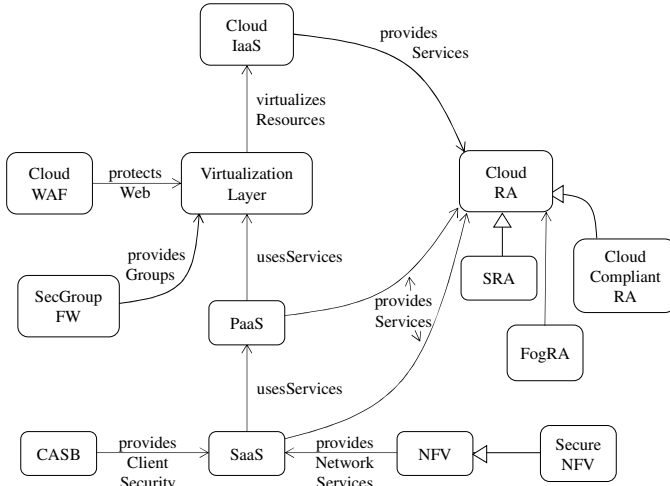 Cloud
IaaS
provides
Services
virtualizes
Resources
Cloud
WAF
protects
Web
Virtualization
Layer
Cloud
RA
provides
Groups
usesServices
SecGroup
FW
SRA
Cloud
Compliant
RA
PaaS
provides
Services
FogRA
usesServices
CASB
provides
Client
Security
SaaS
provides
Network
Services
NFV
Secure
NFV